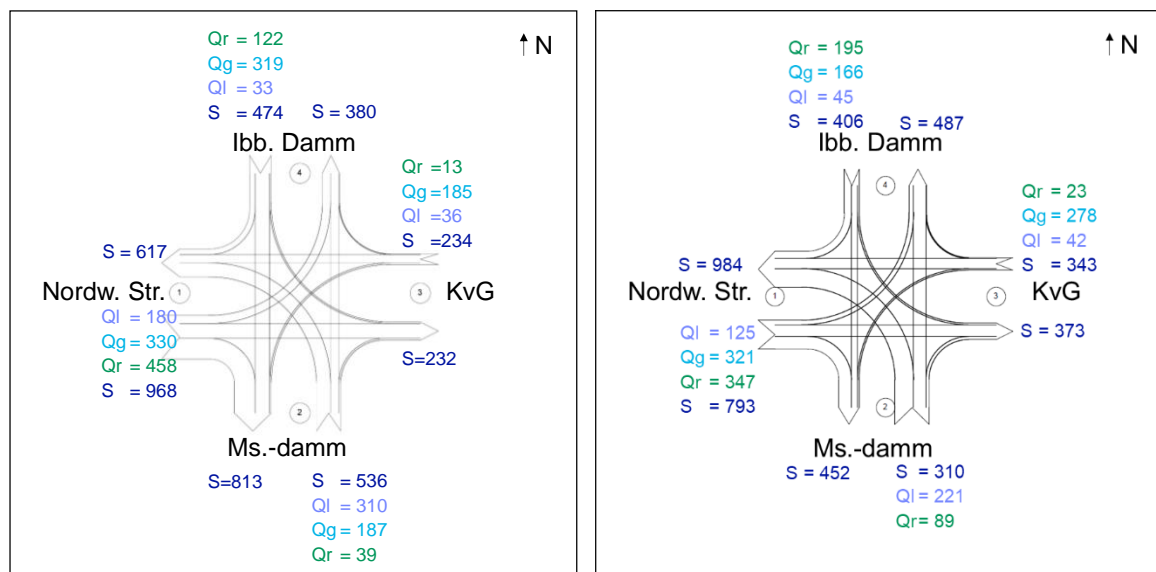 Qr = 122
Qg = 319
Ql = 33
S = 474
S = 380
N
Ibb. Damm
4
Qr =13
Qg=185
Ql =36
S =234
S = 617
Nordw. Str.
1
3
KvG
Ql = 180
Qg = 330
Qr = 458
S = 968
S=232
2
Ms.-damm
S=813
S = 536
Ql = 310
Qg = 187
Qr = 39
Qr = 195
Qg = 166
Ql = 45
S = 406
S = 487
N
Ibb. Damm
4
Qr = 23
Qg = 278
Ql = 42
S = 343
S = 984
Nordw. Str.
1
3
KvG
Ql = 125
Qg = 321
Qr = 347
S = 793
S = 373
2
Ms.-damm
S = 452
S = 310
Ql = 221
Qr= 89